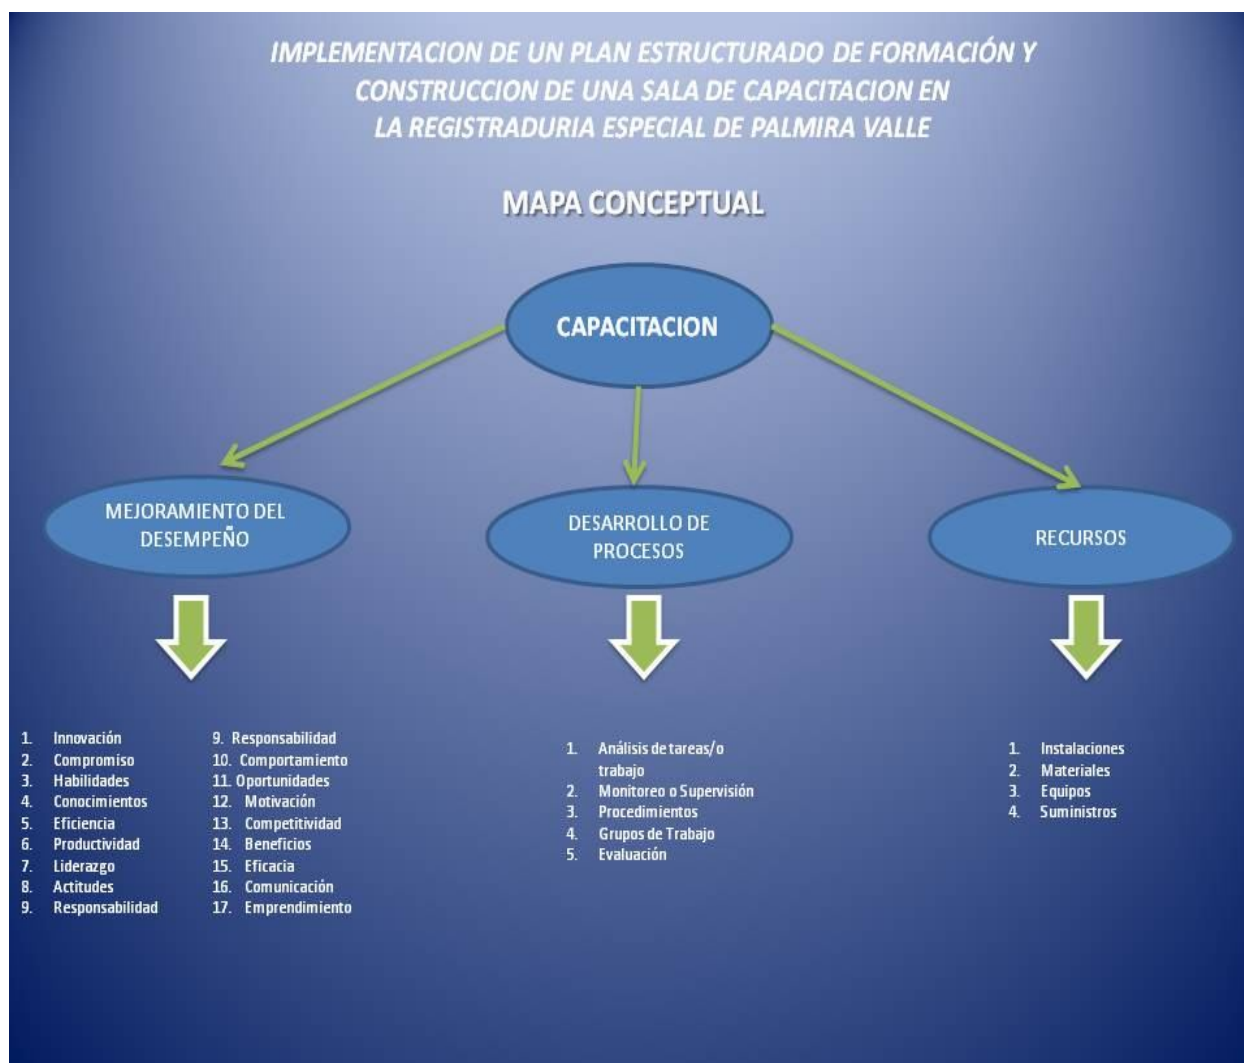 IMPLEMENTACION DE UN PLAN ESTRUCTURADO DE FORMACIÓN Y
CONSTRUCCION DE UNA SALA DE CAPACITACION EN
LA REGISTRADURIA ESPECIAL DE PALMIRA VALLE
MAPA CONCEPTUAL
CAPACITACION
MEJORAMIENTO DEL
DESEMPEÑO
DESARROLLO DE
PROCESOS
RECURSOS
1. Innovación
2. Compromiso
3. Habilidades
4. Conocimientos
5. Eficiencia
6. Productividad
7. Liderazgo
8. Actitudes
9. Responsabilidad
9. Responsabilidad
10. Comportamiento
11. Oportunidades
12. Motivación
13. Competitividad
14. Beneficios
15. Eficacia
16. Comunicación
17. Emprendimiento
1. Análisis de tareas/o
trabajo
2. Monitoreo o Supervisión
3. Procedimientos
4. Grupos de Trabajo
5. Evaluación
1. Instalaciones
2. Materiales
3. Equipos
4. Suministros